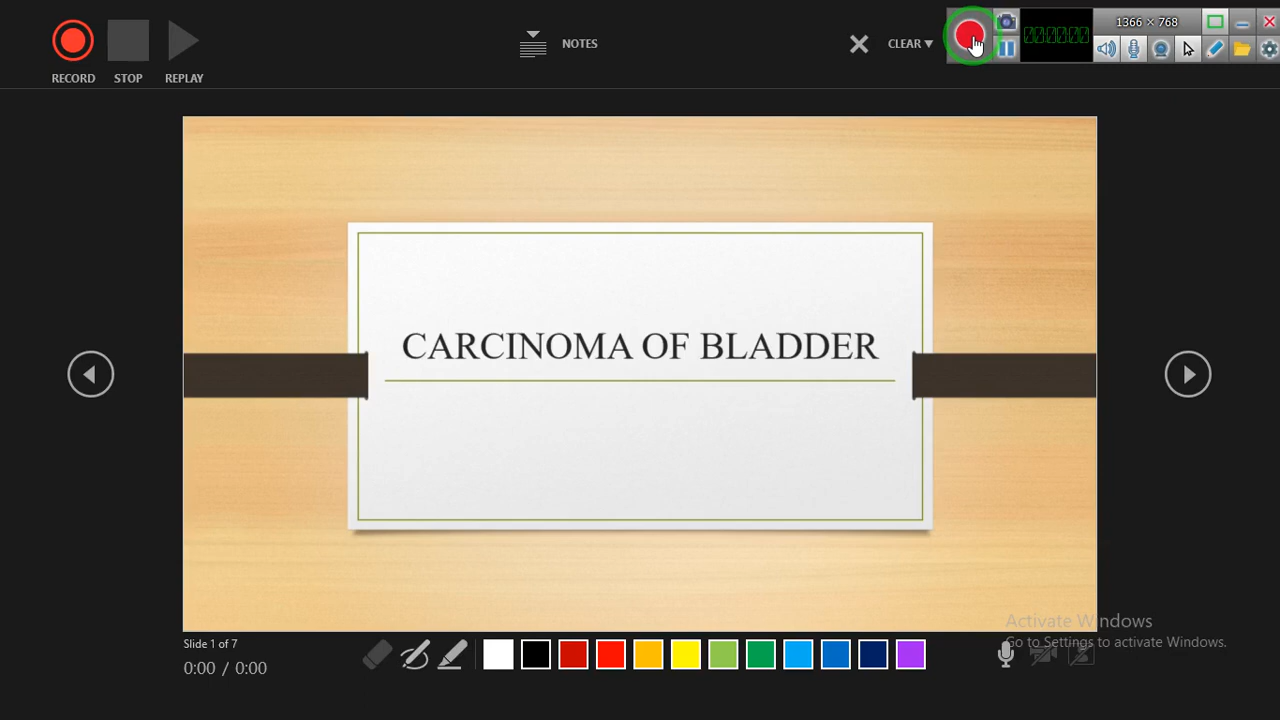 RECORD
STOP
REPLAY
NOTES
CLEAR
1366 × 768
CARCINOMA OF BLADDER
Slide 1 of 7
0:00 / 0:00
Activate Windows
Go to Settings to activate Windows.